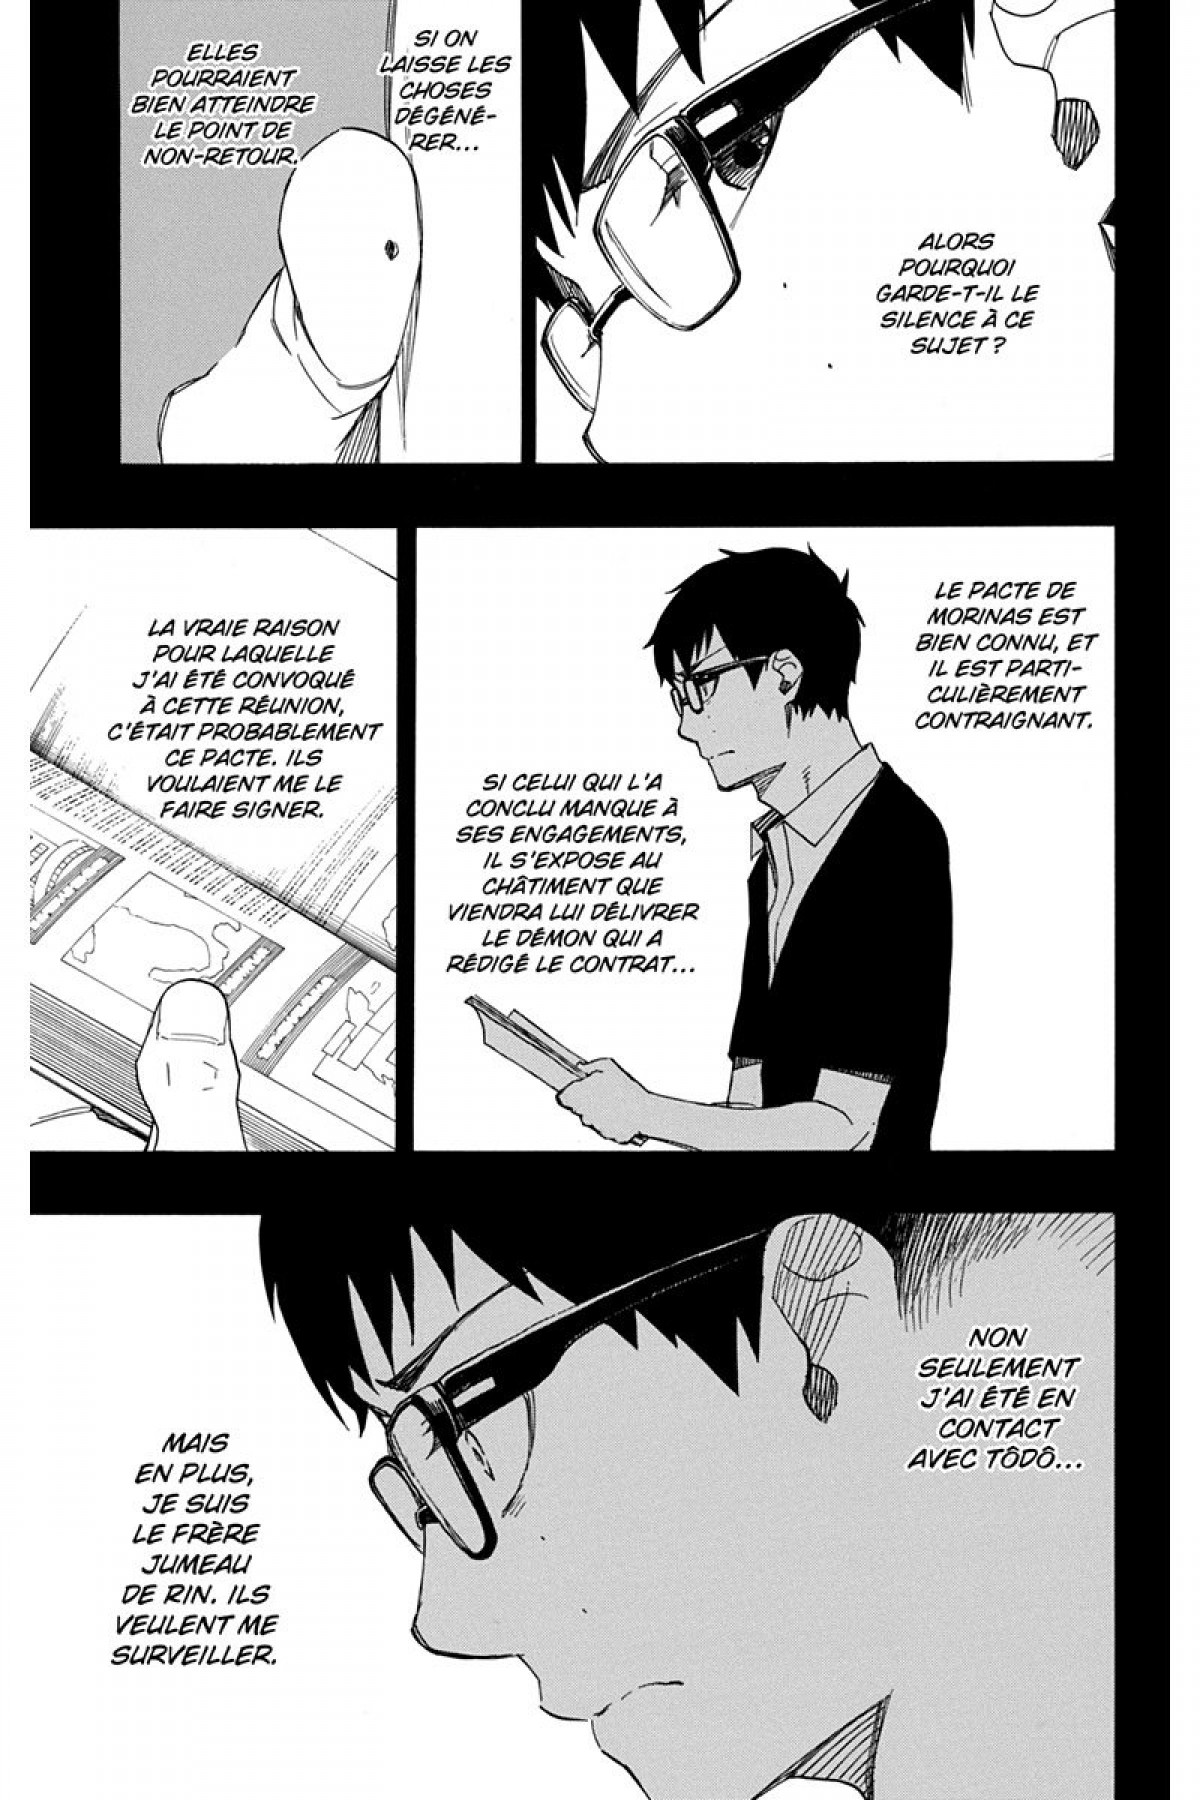 ALORS
POURQUOI
GARDE-T-IL LE
SILENCE À CE
SUJET ?
SI ON
LAISSE LES
CHOSES
DÉGÉNÉ-
RER...
ELLES
POURRAIENT
BIEN ATTEINDRE
LE POINT DE
NON-RETOUR.
LE PACTE DE
MORINAS EST
BIEN CONNU, ET
IL EST PARTI-
CULIÈREMENT
CONTRAIGNANT.
SI CELUI QUI L'A
CONCLU MANQUE À
SES ENGAGEMENTS,
IL S'EXPOSE AU
CHÂTIMENT QUE
VIENDRA LUI DÉLIVRER
LE DÉMON QUI A
RÉDIGÉ LE CONTRAT...
LA VRAIE RAISON
POUR LAQUELLE
J'AI ÉTÉ CONVOQUÉ
À CETTE RÉUNION,
C'ÉTAIT PROBABLEMENT
CE PACTE. ILS
VOULAIENT ME LE
FAIRE SIGNER.
NON
SEULEMENT
J'AI ÉTÉ EN
CONTACT
AVEC TÔDÔ...
MAIS
EN PLUS,
JE SUIS
LE FRÈRE
JUMEAU
DE RIN. ILS
VEULENT ME
SURVEILLER.